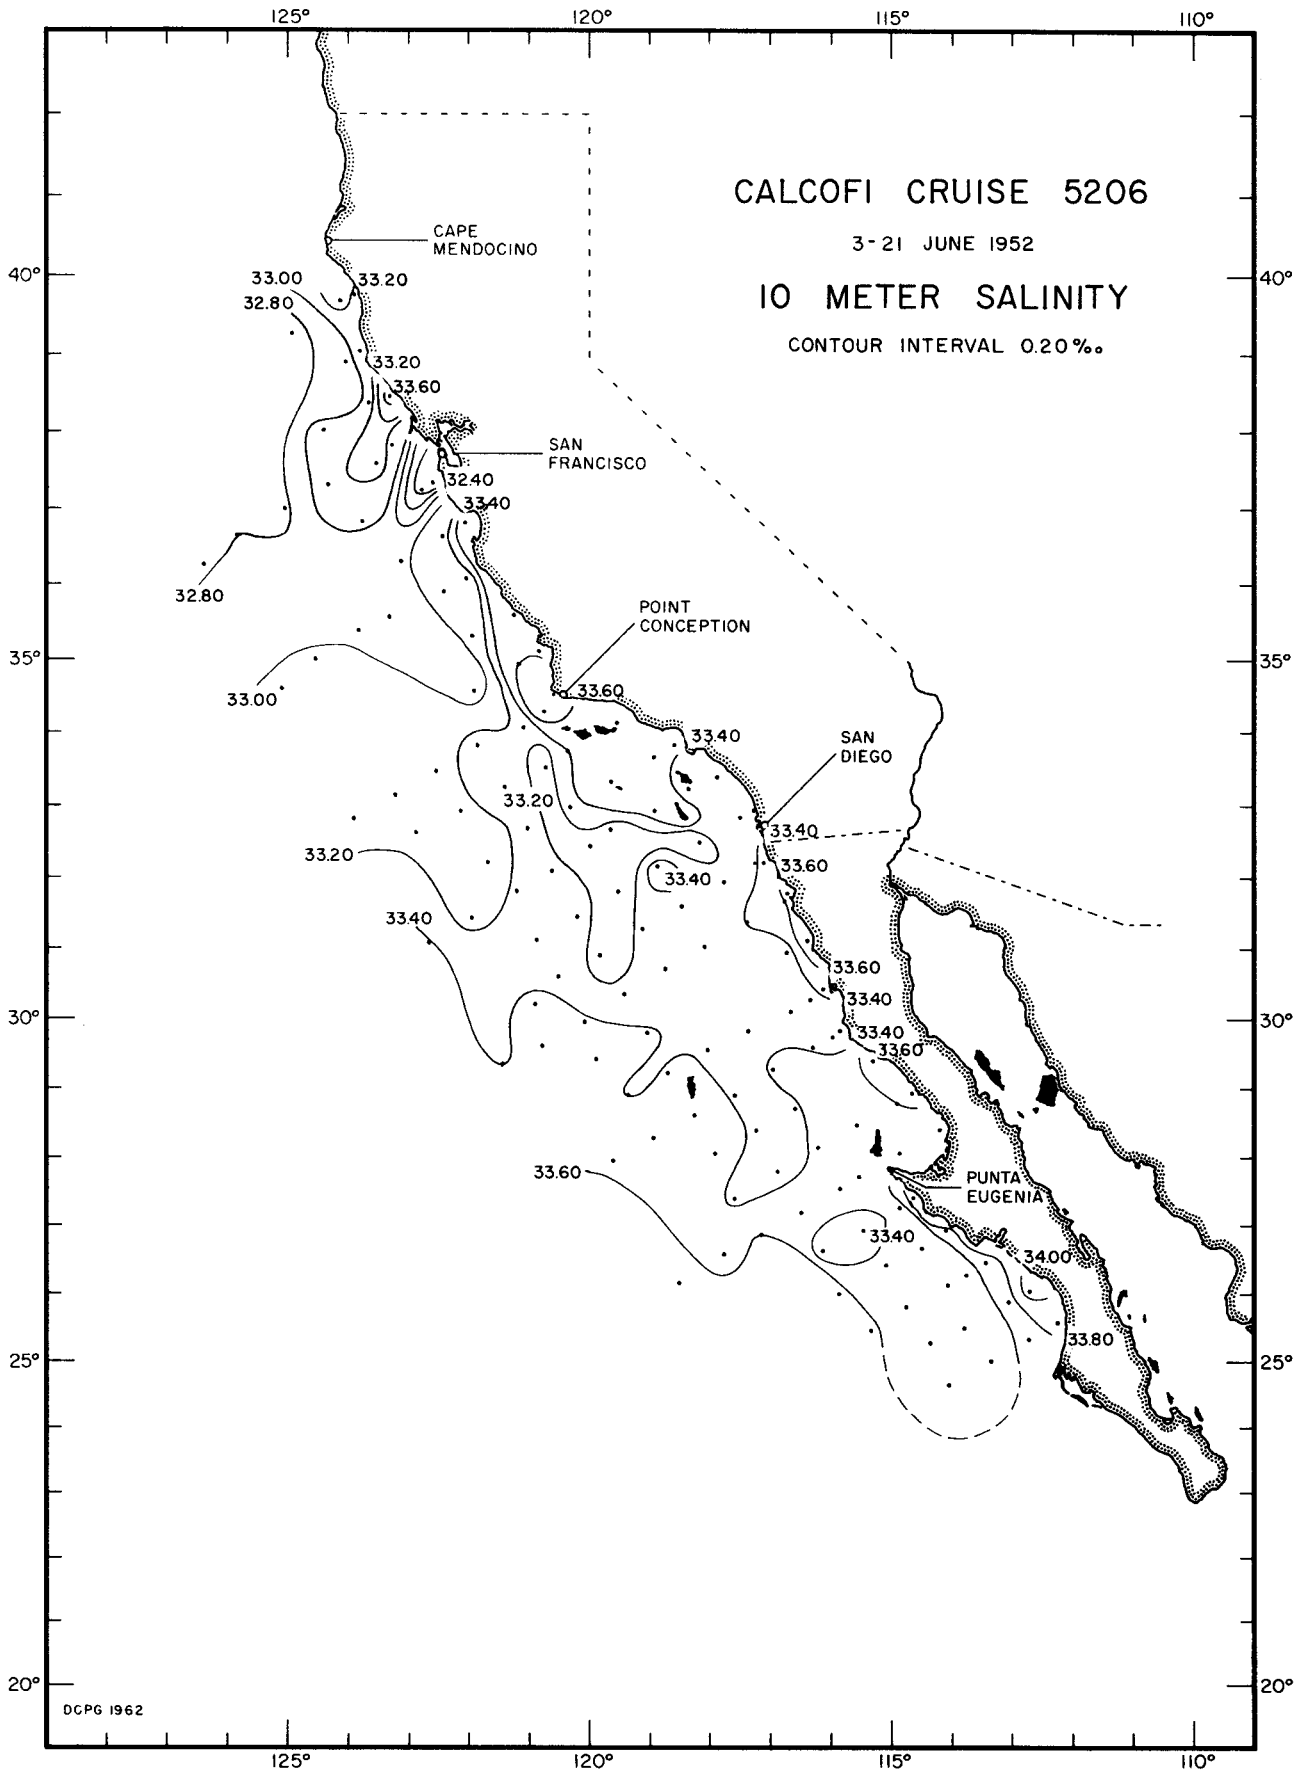 125° 120° 115° 110°
CALCOFI CRUISE 5206
3-21 JUNE 1952
10 METER SALINITY
CONTOUR INTERVAL 0.20‰
CAPE
MENDOCINO
40° 40°
33.00 33.20
32.80
33.20
33.60
SAN
FRANCISCO
32.40
33.40
32.80
POINT
CONCEPTION
35° 35°
33.00
33.60
33.40
SAN
DIEGO
33.20
33.40
33.20
33.60
33.40
33.40
33.60
33.40
30° 30°
33.40
33.60
33.60
PUNTA
EUGENIA
33.40
34.00
33.80
25° 25°
20° 20°
DCPG 1962
125° 120° 115° 110°